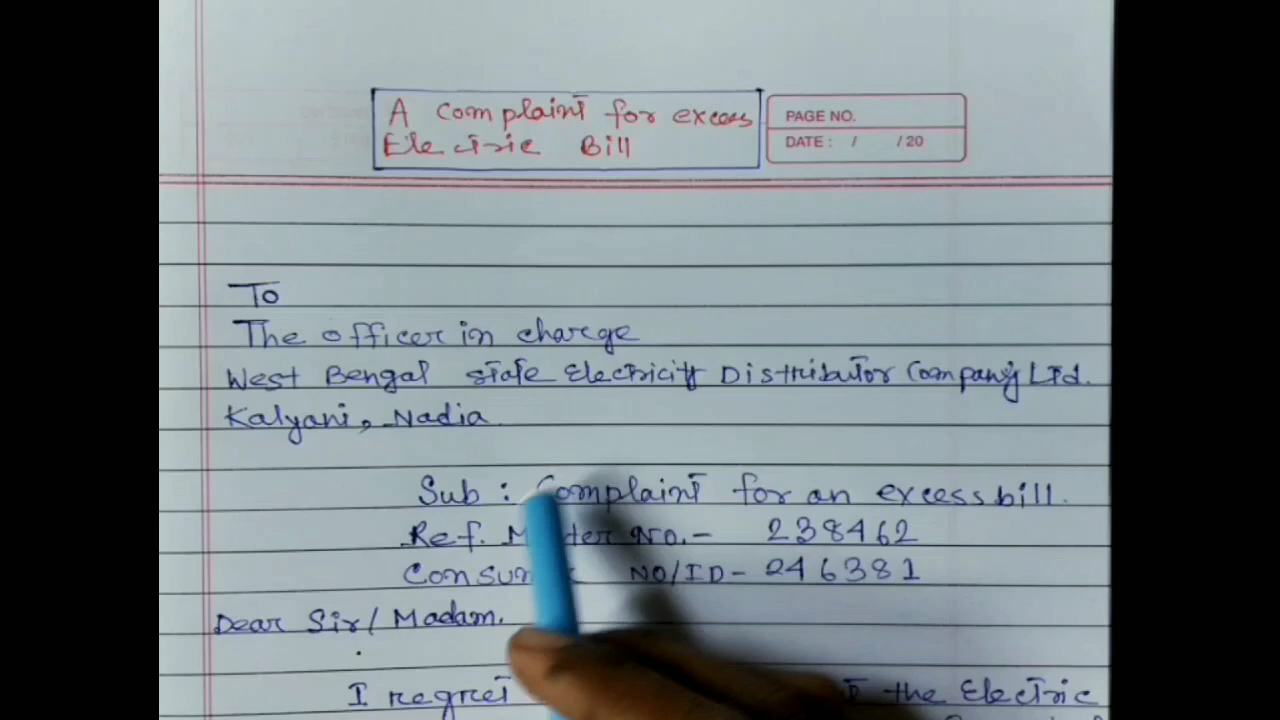 A complaint for excess
Electric Bill
PAGE NO.
DATE : / / 20
To
The officer in charge
West Bengal State Electricity Distributor Company Ltd.
Kalyani, Nadia
Sub : Complaint for an excess bill.
Ref. No. - 238462
NO/ID - 246381
Dear Sir/ Madam.
I regret the Electric